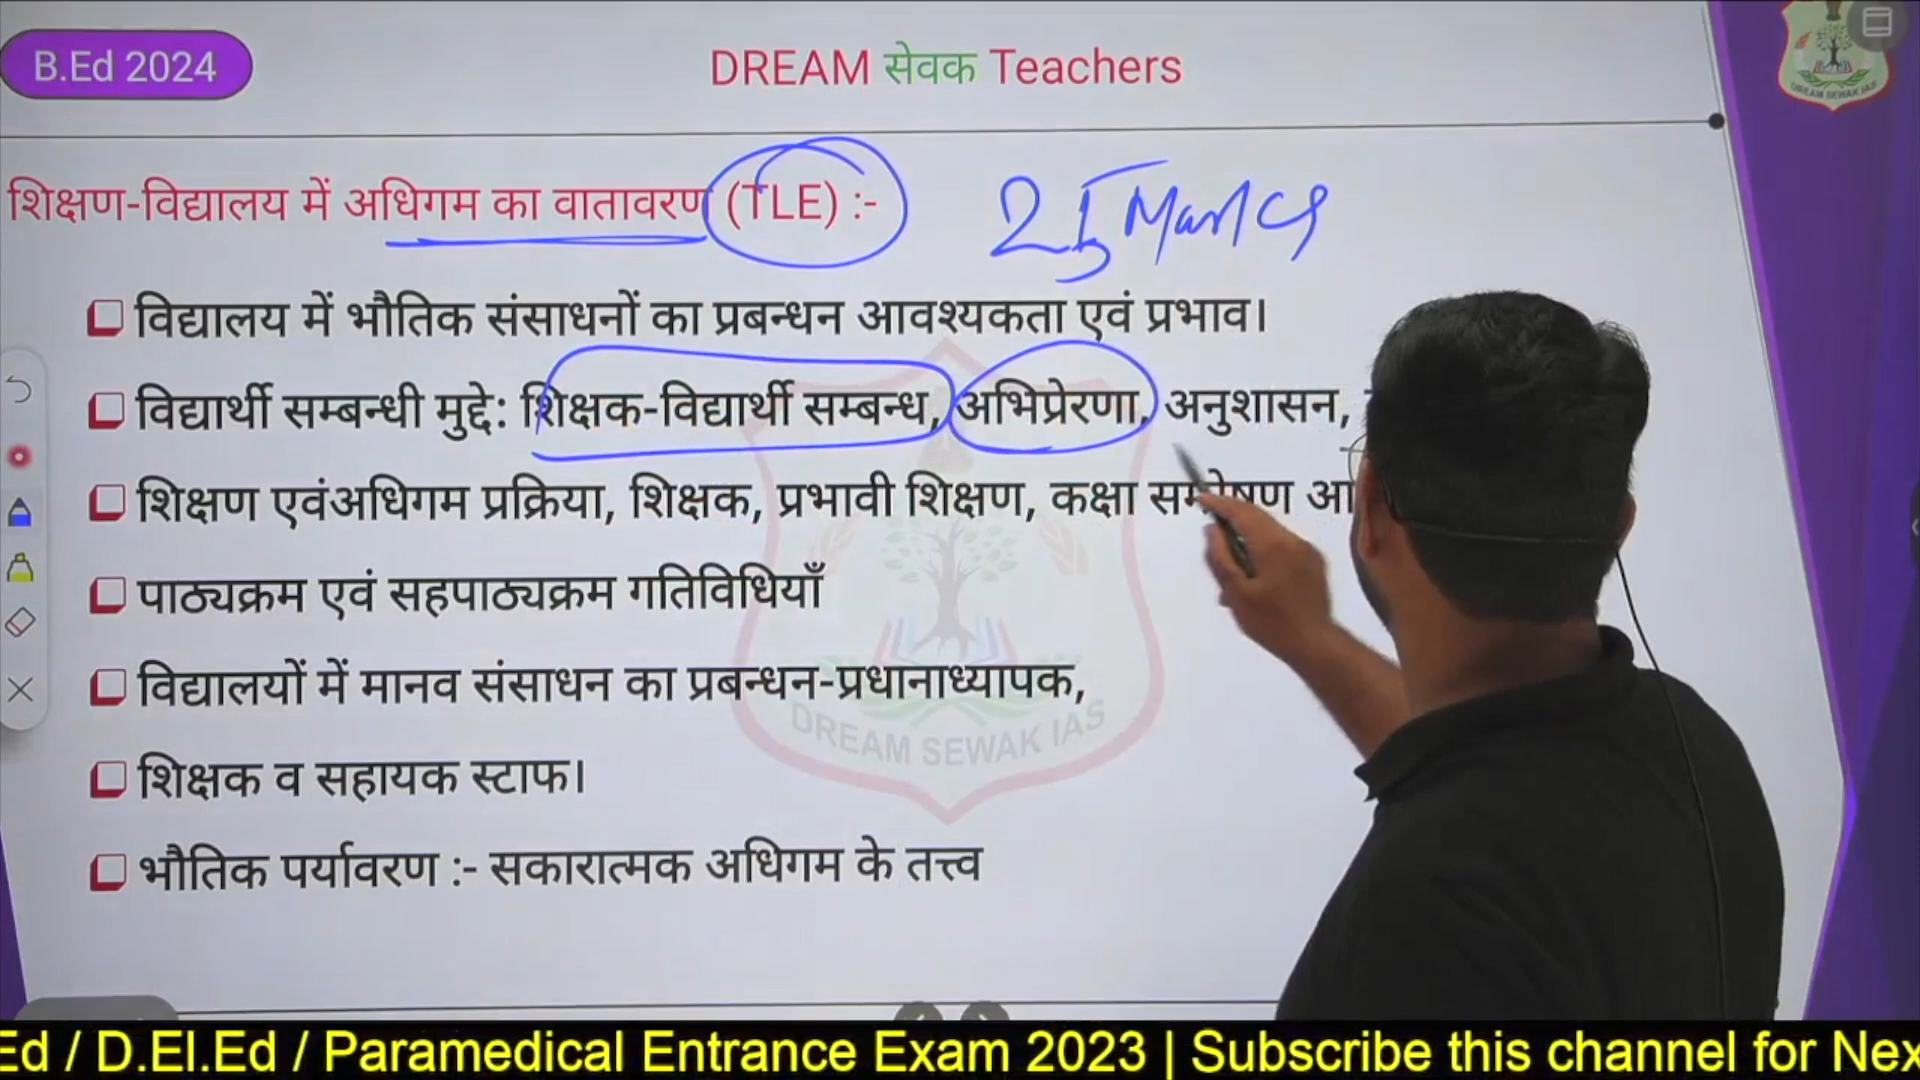 B.Ed 2024
DREAM सेवक Teachers
DREAM SEWAK IAS
शिक्षण-विद्यालय में अधिगम का वातावरण (TLE) :-
25 March
विद्यालय में भौतिक संसाधनों का प्रबन्धन आवश्यकता एवं प्रभाव।
विद्यार्थी सम्बन्धी मुद्दे: शिक्षक-विद्यार्थी सम्बन्ध, अभिप्रेरणा, अनुशासन,
शिक्षण एवंअधिगम प्रक्रिया, शिक्षक, प्रभावी शिक्षण, कक्षा
पाठ्यक्रम एवं सहपाठ्यक्रम गतिविधियाँ
विद्यालयों में मानव संसाधन का प्रबन्धन-प्रधानाध्यापक,
DREAM SEWAK IAS
शिक्षक व सहायक स्टाफ।
भौतिक पर्यावरण :- सकारात्मक अधिगम के तत्त्व
Ed / D.El.Ed / Paramedical Entrance Exam 2023 | Subscribe this channel for Nex